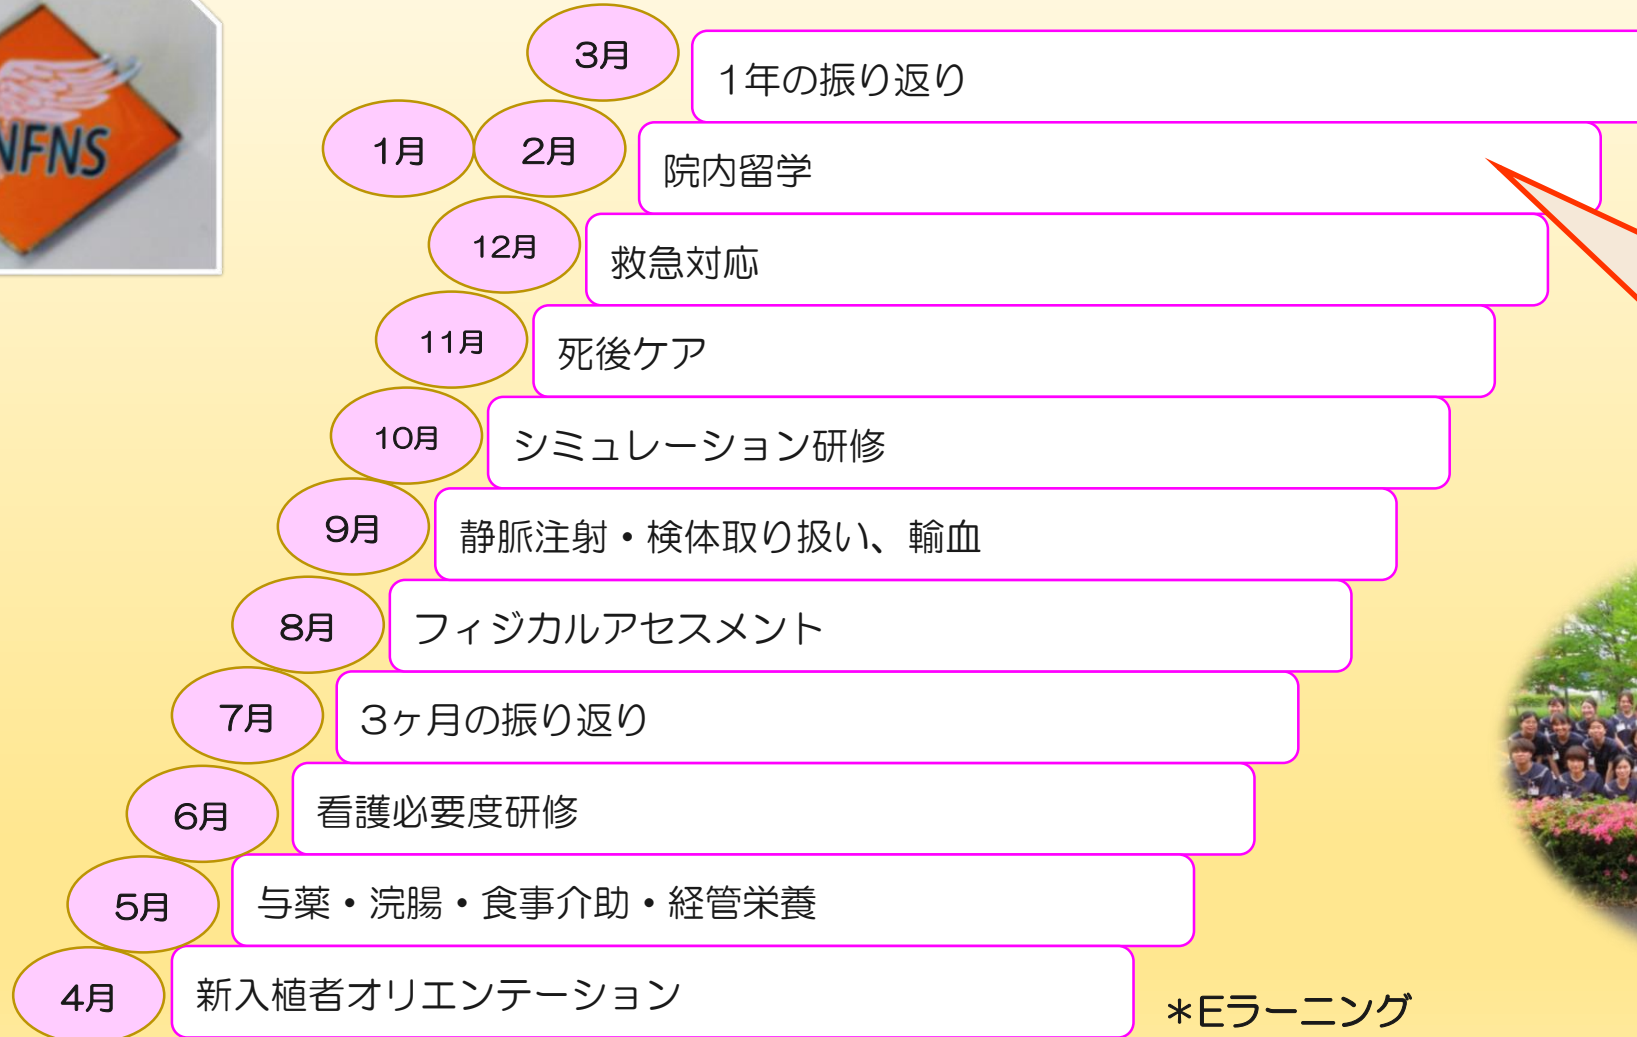 NFNS
3月
1年の振り返り
1月 2月
院内留学
12月
救急対応
11月
死後ケア
10月
シミュレーション研修
9月
静脈注射・検体取り扱い、輸血
8月
フィジカルアセスメント
7月
3ヶ月の振り返り
6月
看護必要度研修
5月
与薬・浣腸・食事介助・経管栄養
4月
新入植者オリエンテーション
*Eラーニング